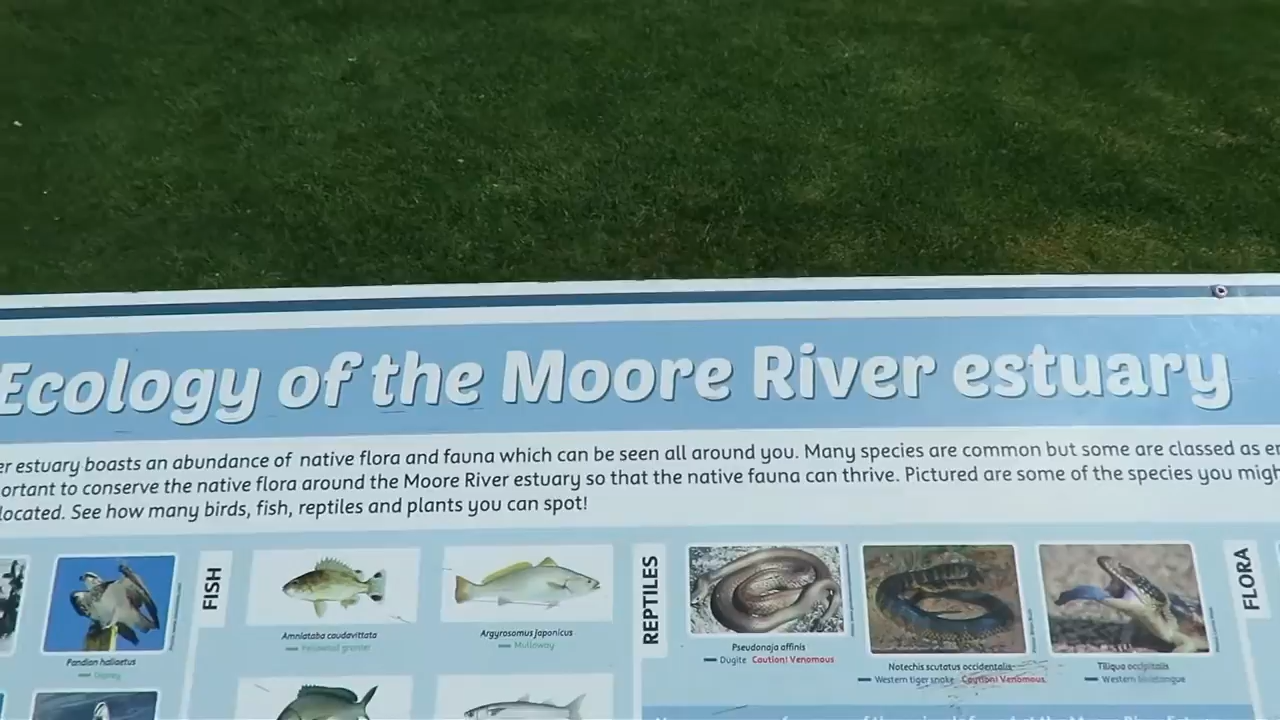 Ecology of the Moore River estuary
er estuary boasts an abundance of native flora and fauna which can be seen all around you. Many species are common but some are classed as en
ortant to conserve the native flora around the Moore River estuary so that the native fauna can thrive. Pictured are some of the species you migh
located. See how many birds, fish, reptiles and plants you can spot!
Pandion haliaetus
Osprey
FISH
Amniataba caudavittata
Yellowtail grunter
Argyrosomus japonicus
Mulloway
REPTILES
Pseudonaja affinis
Dugite Caution! Venomous
Notechis scutatus occidentalis
Western tiger snake Caution! Venomous
Tiliqua occipitalis
Western bluetongue
FLORA